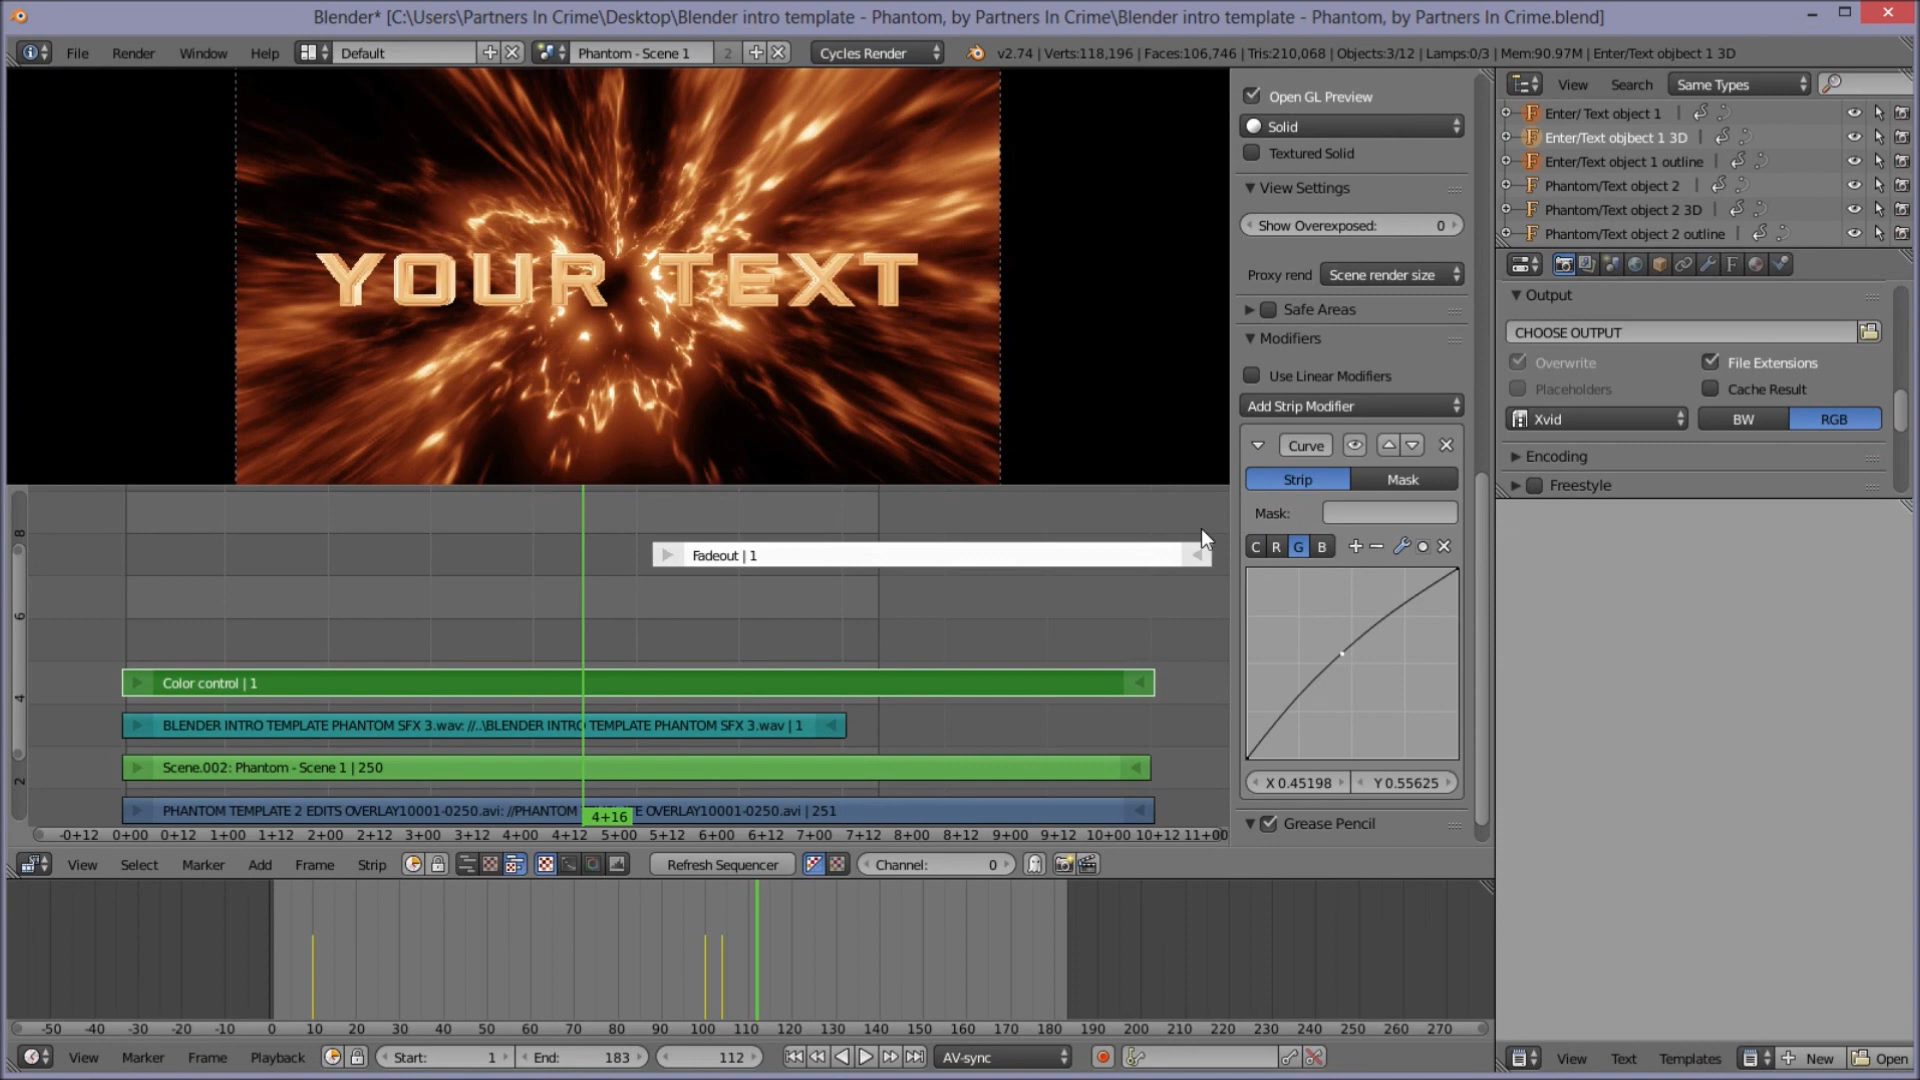 Blender* [C:\Users\Partners In Crime\Desktop\Blender intro template - Phantom, by Partners In Crime\Blender intro template - Phantom, by Partners In Crime.blend]
File Render Window Help Default Phantom - Scene 1 2 Cycles Render v2.74 | Verts:118,196 | Faces:106,746 | Tris:210,068 | Objects:3/12 | Lamps:0/3 | Mem:90.97M | Enter/Text objbect 1 3D
YOUR TEXT
Open GL Preview
Solid
Textured Solid
View Settings
Show Overexposed: 0
Proxy rend Scene render size
Safe Areas
Modifiers
Use Linear Modifiers
Add Strip Modifier
Curve
Strip Mask
Mask:
C R G B
X 0.45198 Y 0.55625
Grease Pencil
View Search Same Types
Enter/ Text object 1
Enter/Text objbect 1 3D
Enter/Text object 1 outline
Phantom/Text object 2
Phantom/Text object 2 3D
Phantom/Text object 2 outline
Output
CHOOSE OUTPUT
Overwrite File Extensions
Placeholders Cache Result
Xvid BW RGB
Encoding
Freestyle
8
6
4
2
Fadeout | 1
Color control | 1
BLENDER INTRO TEMPLATE PHANTOM SFX 3.wav: //..\BLENDER INTRO TEMPLATE PHANTOM SFX 3.wav | 1
Scene.002: Phantom - Scene 1 | 250
PHANTOM TEMPLATE 2 EDITS OVERLAY10001-0250.avi: //PHANTOM OVERLAY10001-0250.avi | 251
4+16
-0+12 0+00 0+12 1+00 1+12 2+00 2+12 3+00 3+12 4+00 4+12 5+00 5+12 6+00 6+12 7+00 7+12 8+00 8+12 9+00 9+12 10+00 10+12 11+00
View Select Marker Add Frame Strip Refresh Sequencer Channel: 0
-50 -40 -30 -20 -10 0 10 20 30 40 50 60 70 80 90 100 110 120 130 140 150 160 170 180 190 200 210 220 230 240 250 260 270
View Marker Frame Playback Start: 1 End: 183 112 AV-sync
View Text Templates New Open